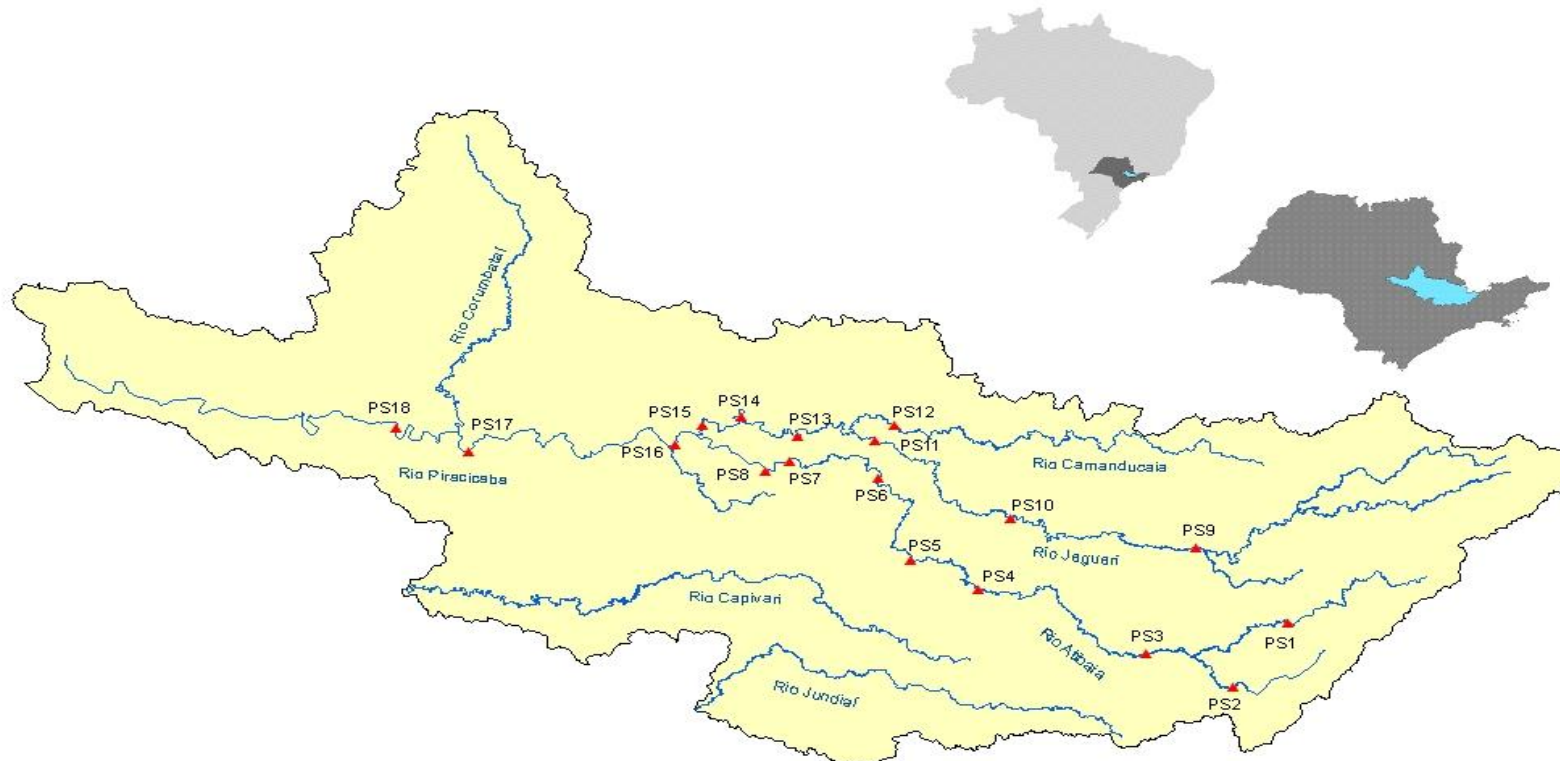 Rio Corumbataí
PS18
PS17
PS15
PS14
PS13
PS12
PS16
PS11
Rio Piracicaba
PS8
PS7
PS6
Rio Camanducaia
PS10
PS9
Rio Jaguari
PS5
PS4
Rio Capivari
Rio Atibaia
PS3
PS1
Rio Jundiaí
PS2